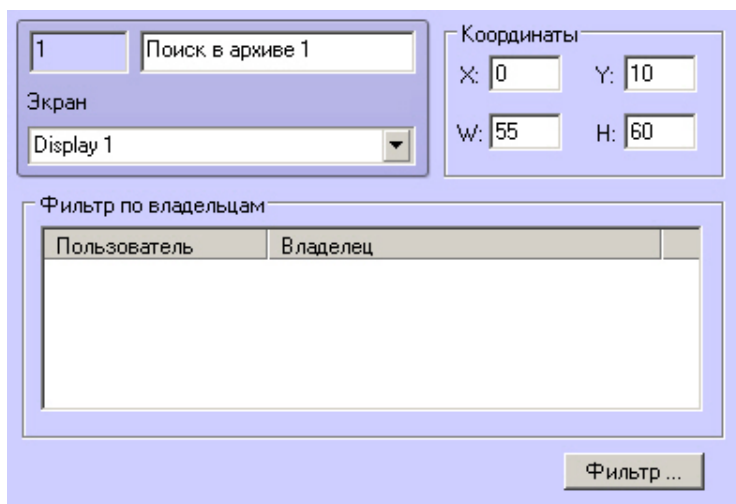 1
Поиск в архиве 1
Экран
Display 1
Координаты
X: 0
Y: 10
W: 55
H: 60
Фильтр по владельцам
Пользователь
Владелец
Фильтр ...